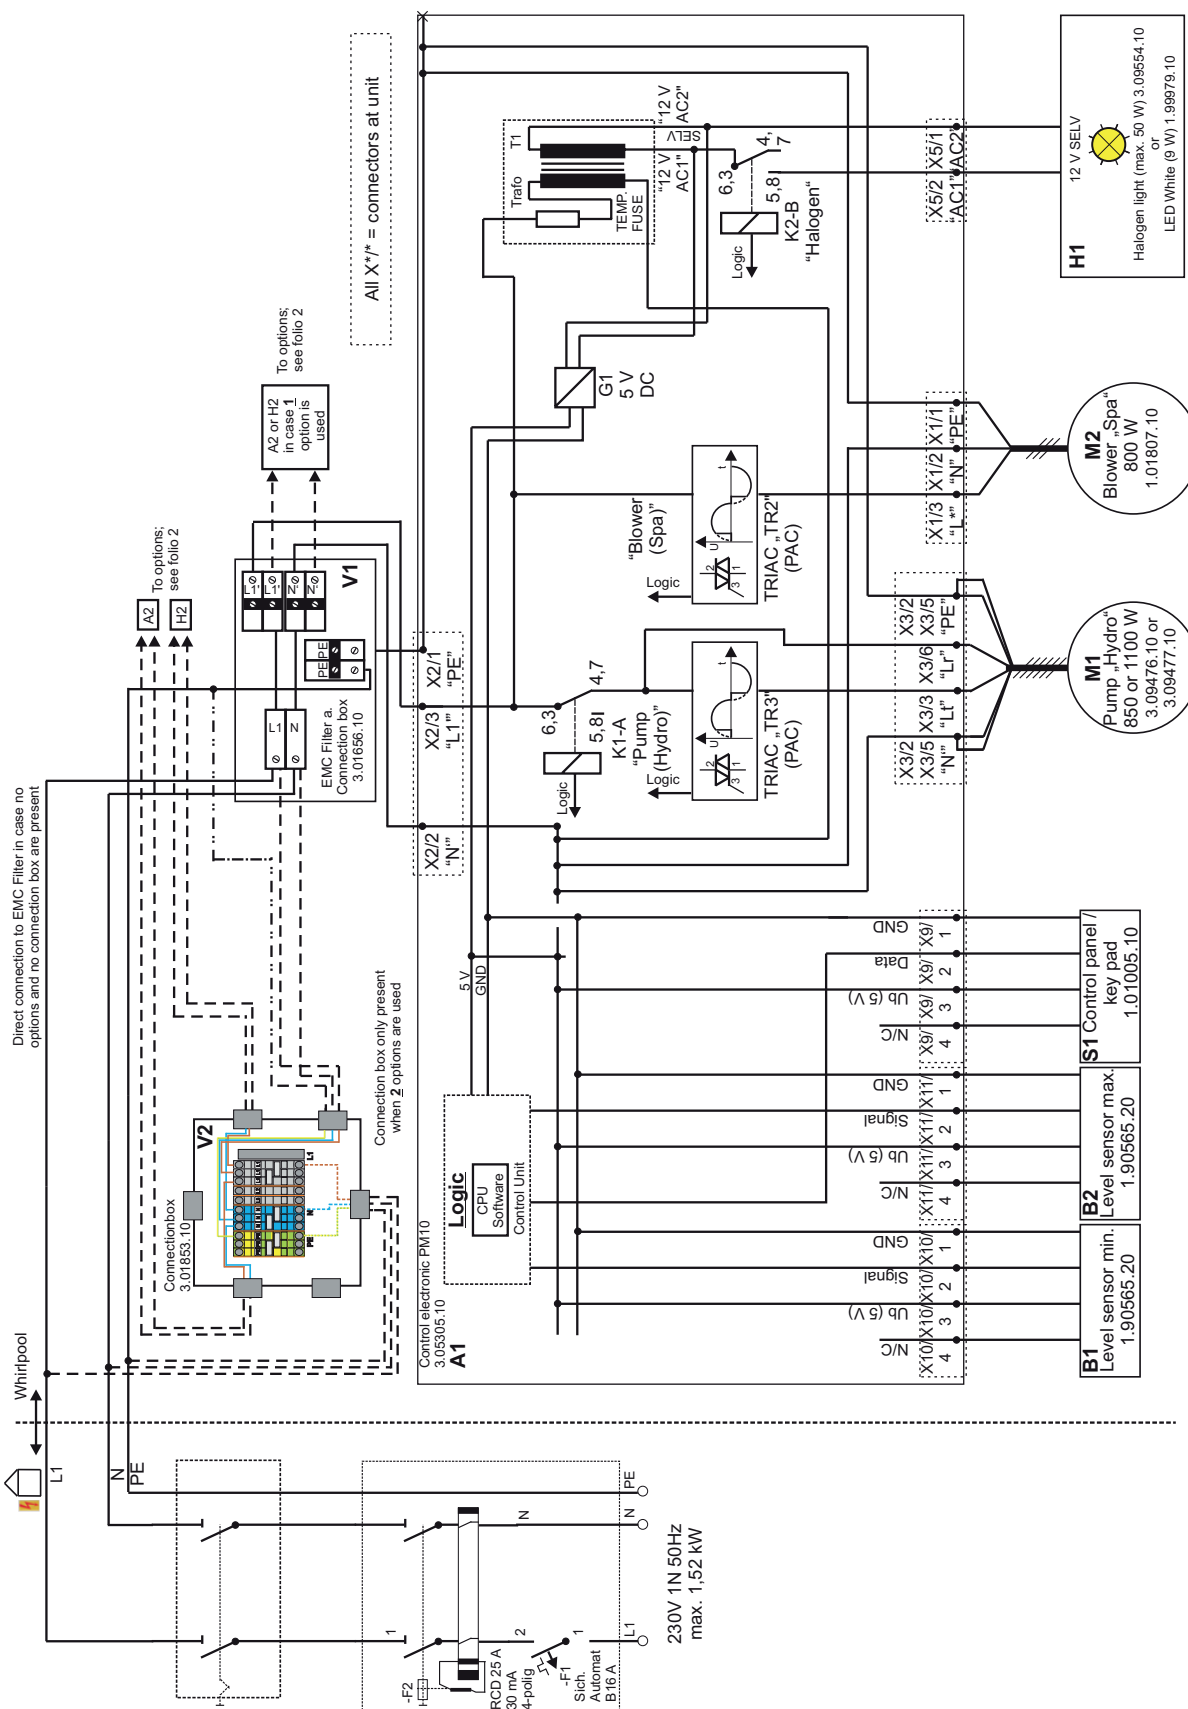 Direct connection to EMC Filter in case no
options and no connection box are present
All X*/* = connectors at unit
To options;
see folio 2
A2 or H2
in case 1
option is
used
To options;
see folio 2
A2
H2
V1
L1'
L1'
N'
N'
PE
PE
L1
N
EMC Filter a.
Connection box
3.01656.10
Connection box only present
when 2 options are used
V2
Connectionbox
3.01853.10
L1
N
PE
Whirlpool
L1
N
PE
Control electronic PM10
3.05305.10
A1
Logic
CPU
Software
Control Unit
5 V
GND
X2/2
"N'"
X2/3
"L1'"
X2/1
"PE"
Trafo
T1
TEMP.
FUSE
"12 V
AC1"
SELV
"12 V
AC2"
6,3
4,
7
5,8
K2-B
"Halogen"
Logic
G1
5 V
DC
6,3
4,7
5,8I
K1-A
"Pump
(Hydro)"
Logic
Logic
U
t
2
3
1
TRIAC „TR3"
(PAC)
"Blower
(Spa)"
Logic
U
t
2
3
1
TRIAC „TR2"
(PAC)
X5/2
"AC1"
X5/1
"AC2"
X1/3
"L*"
X1/2
"N"
X1/1
"PE"
X3/2
X3/5
"N'"
X3/3
"Lt"
X3/6
"Lr"
X3/2
X3/5
"PE"
H1
12 V SELV
Halogen light (max. 50 W) 3.09554.10
or
LED White (9 W) 1.99979.10
M2
Blower „Spa"
800 W
1.01807.10
M1
Pump „Hydro"
850 or 1100 W
3.09476.10 or
3.09477.10
N/C
Ub (5 V)
Data
GND
X9/
4
X9/
3
X9/
2
X9/
1
S1 Control panel /
key pad
1.01005.10
N/C
Ub (5 V)
Signal
GND
X11/
4
X11/
3
X11/
2
X11/
1
B2
Level sensor max.
1.90565.20
N/C
Ub (5 V)
Signal
GND
X10/
4
X10/
3
X10/
2
X10/
1
B1
Level sensor min.
1.90565.20
1
-F2
RCD 25 A
30 mA
4-polig
2
1
-F1
Sich.
Automat
B16 A
N
L1
N
PE
230V 1N 50Hz
max. 1,52 kW